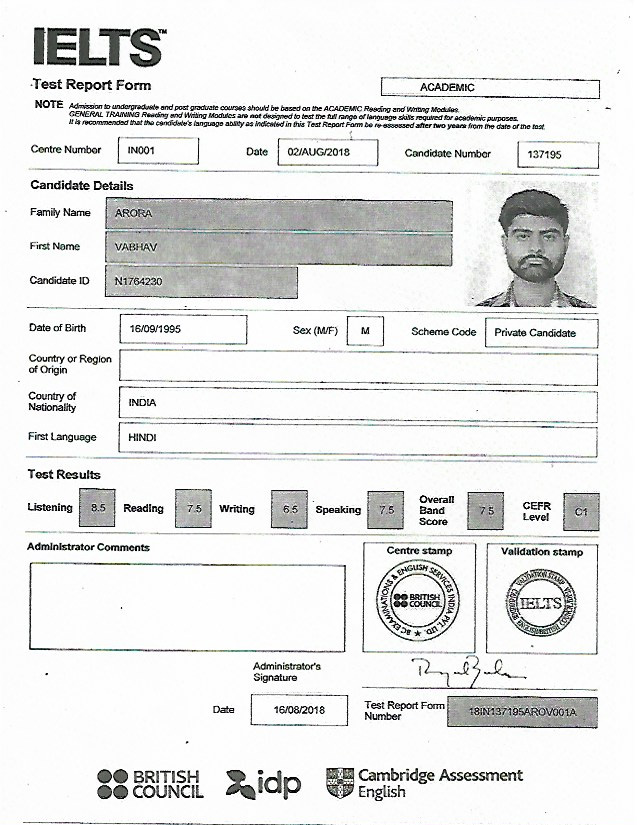 IELTS™
Test Report Form
ACADEMIC
NOTE Admission to undergraduate and post graduate courses should be based on the ACADEMIC Reading and Writing Modules.
GENERAL TRAINING Reading and Writing Modules are not designed to test the full range of language skills required for academic purposes.
It is recommended that the candidate's language ability as indicated in this Test Report Form be re-assessed after two years from the date of the test.
Centre Number IN001 Date 02/AUG/2018 Candidate Number 137195
Candidate Details
Family Name ARORA
First Name VABHAV
Candidate ID N1764230
Date of Birth 16/09/1995 Sex (M/F) M Scheme Code Private Candidate
Country or Region
of Origin
Country of
Nationality INDIA
First Language HINDI
Test Results
Listening 8.5 Reading 7.5 Writing 6.5 Speaking 7.5 Overall Band Score 7.5 CEFR Level C1
Administrator Comments
Centre stamp
Validation stamp
BC EXAMINATIONS & ENGLISH SERVICES INDIA PVT. LTD.
BRITISH
COUNCIL
VALIDATION STAMP
IELTS
Administrator's
Signature
Date 16/08/2018
Test Report Form
Number 18IN137195AROV001A
BRITISH
COUNCIL
idp
Cambridge Assessment
English